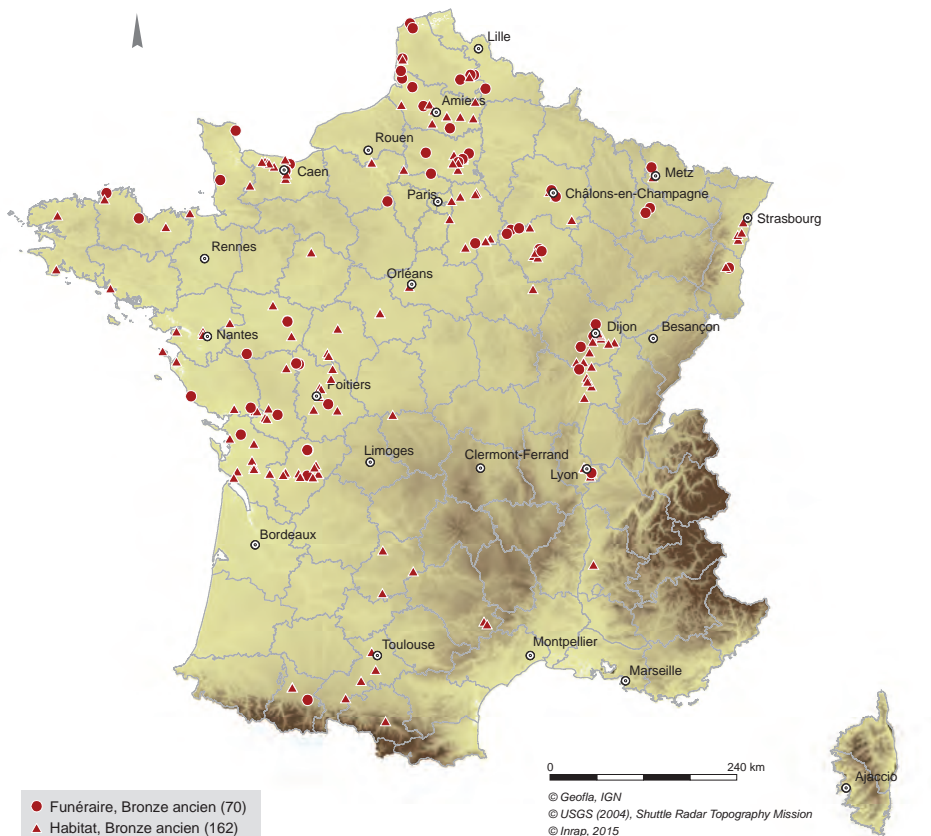 Lille
Amiens
Rouen
Caen
Metz
Châlons-en-Champagne
Paris
Strasbourg
Rennes
Orléans
Nantes
Dijon
Besançon
Poitiers
Limoges
Clermont-Ferrand
Lyon
Bordeaux
Toulouse
Montpellier
Marseille
Ajaccio
0 240 km
© Geofla, IGN
© USGS (2004), Shuttle Radar Topography Mission
© Inrap, 2015
Funéraire, Bronze ancien (70)
Habitat, Bronze ancien (162)